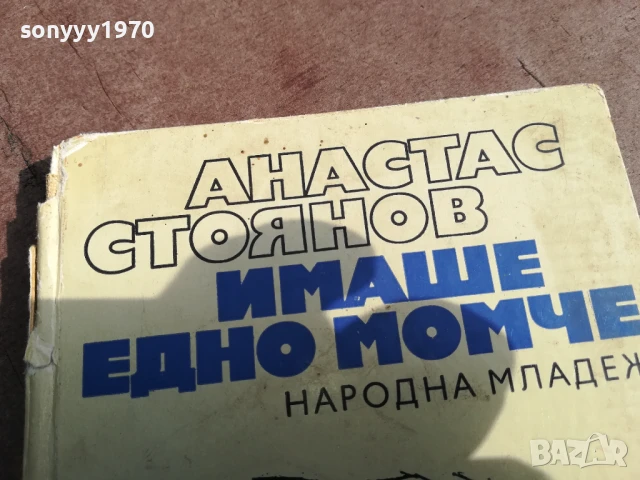 sonyyy1970
АНАСТАС
СТОЯНОВ
ИМАШЕ
ЕДНО МОМЧЕ
НАРОДНА МЛАДЕЖ
BAZAR